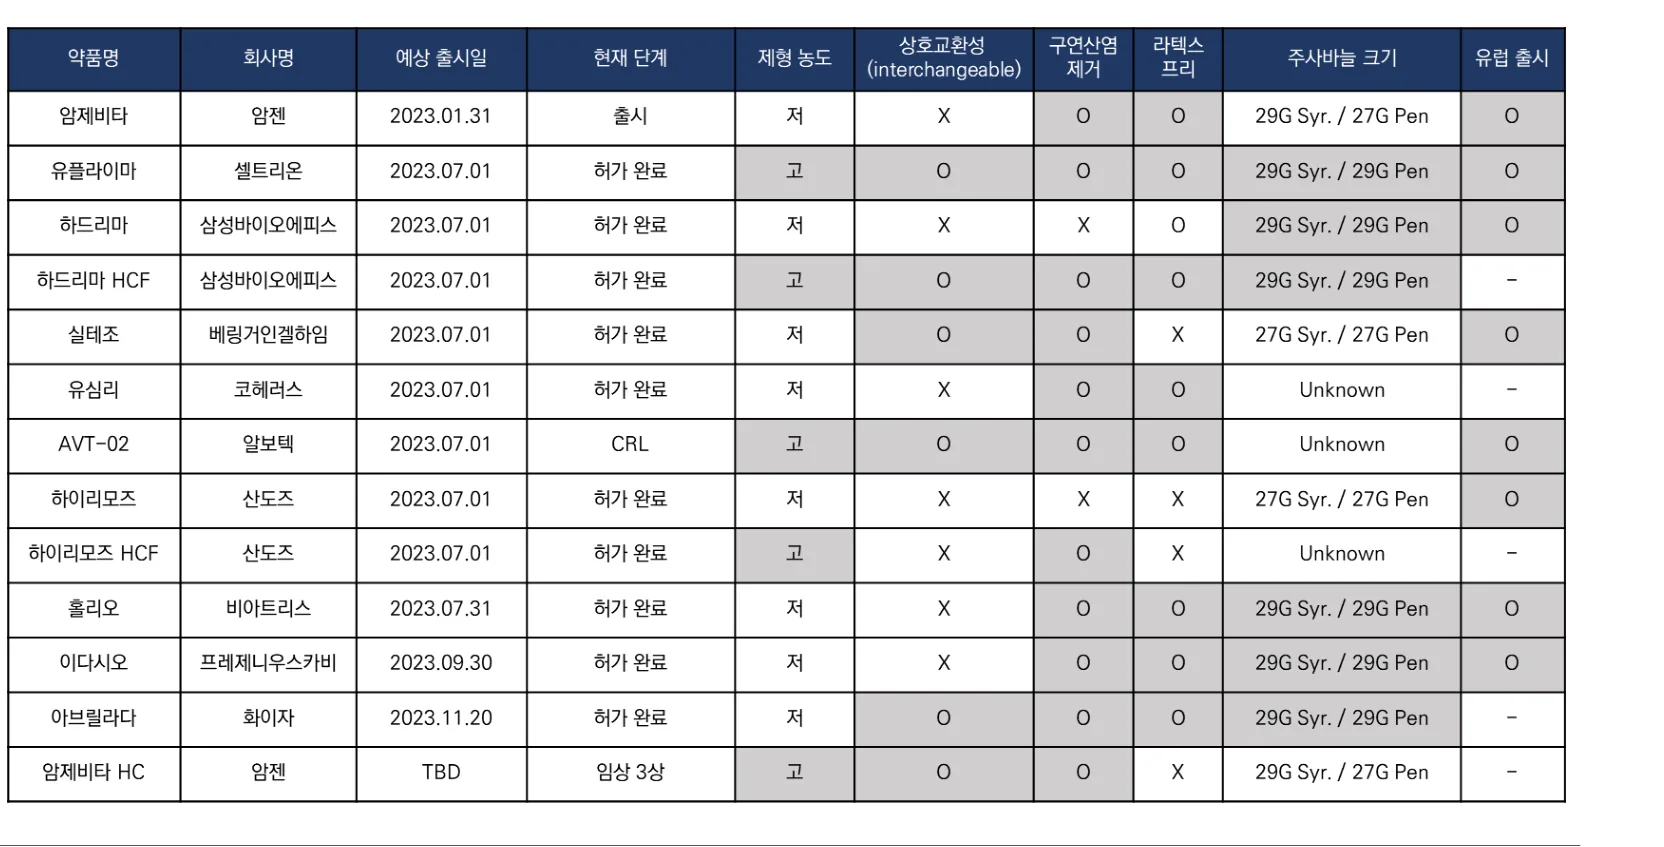 약품명 회사명 예상 출시일 현재 단계 제형 농도 상호교환성 (interchangeable) 구연산염 제거 라텍스 프리 주사바늘 크기 유럽 출시
암제비타 암젠 2023.01.31 출시 저 X O O 29G Syr. / 27G Pen O
유플라이마 셀트리온 2023.07.01 허가 완료 고 O O O 29G Syr. / 29G Pen O
하드리마 삼성바이오에피스 2023.07.01 허가 완료 저 X X O 29G Syr. / 29G Pen O
하드리마 HCF 삼성바이오에피스 2023.07.01 허가 완료 고 O O O 29G Syr. / 29G Pen -
실테조 베링거인겔하임 2023.07.01 허가 완료 저 O O X 27G Syr. / 27G Pen O
유심리 코헤러스 2023.07.01 허가 완료 저 X O O Unknown -
AVT-02 알보텍 2023.07.01 CRL 고 O O O Unknown O
하이리모즈 산도즈 2023.07.01 허가 완료 저 X X X 27G Syr. / 27G Pen O
하이리모즈 HCF 산도즈 2023.07.01 허가 완료 고 X O X Unknown -
홀리오 비아트리스 2023.07.31 허가 완료 저 X O O 29G Syr. / 29G Pen O
이다시오 프레제니우스카비 2023.09.30 허가 완료 저 X O O 29G Syr. / 29G Pen O
아브릴라다 화이자 2023.11.20 허가 완료 저 O O O 29G Syr. / 29G Pen -
암제비타 HC 암젠 TBD 임상 3상 고 O O X 29G Syr. / 27G Pen -